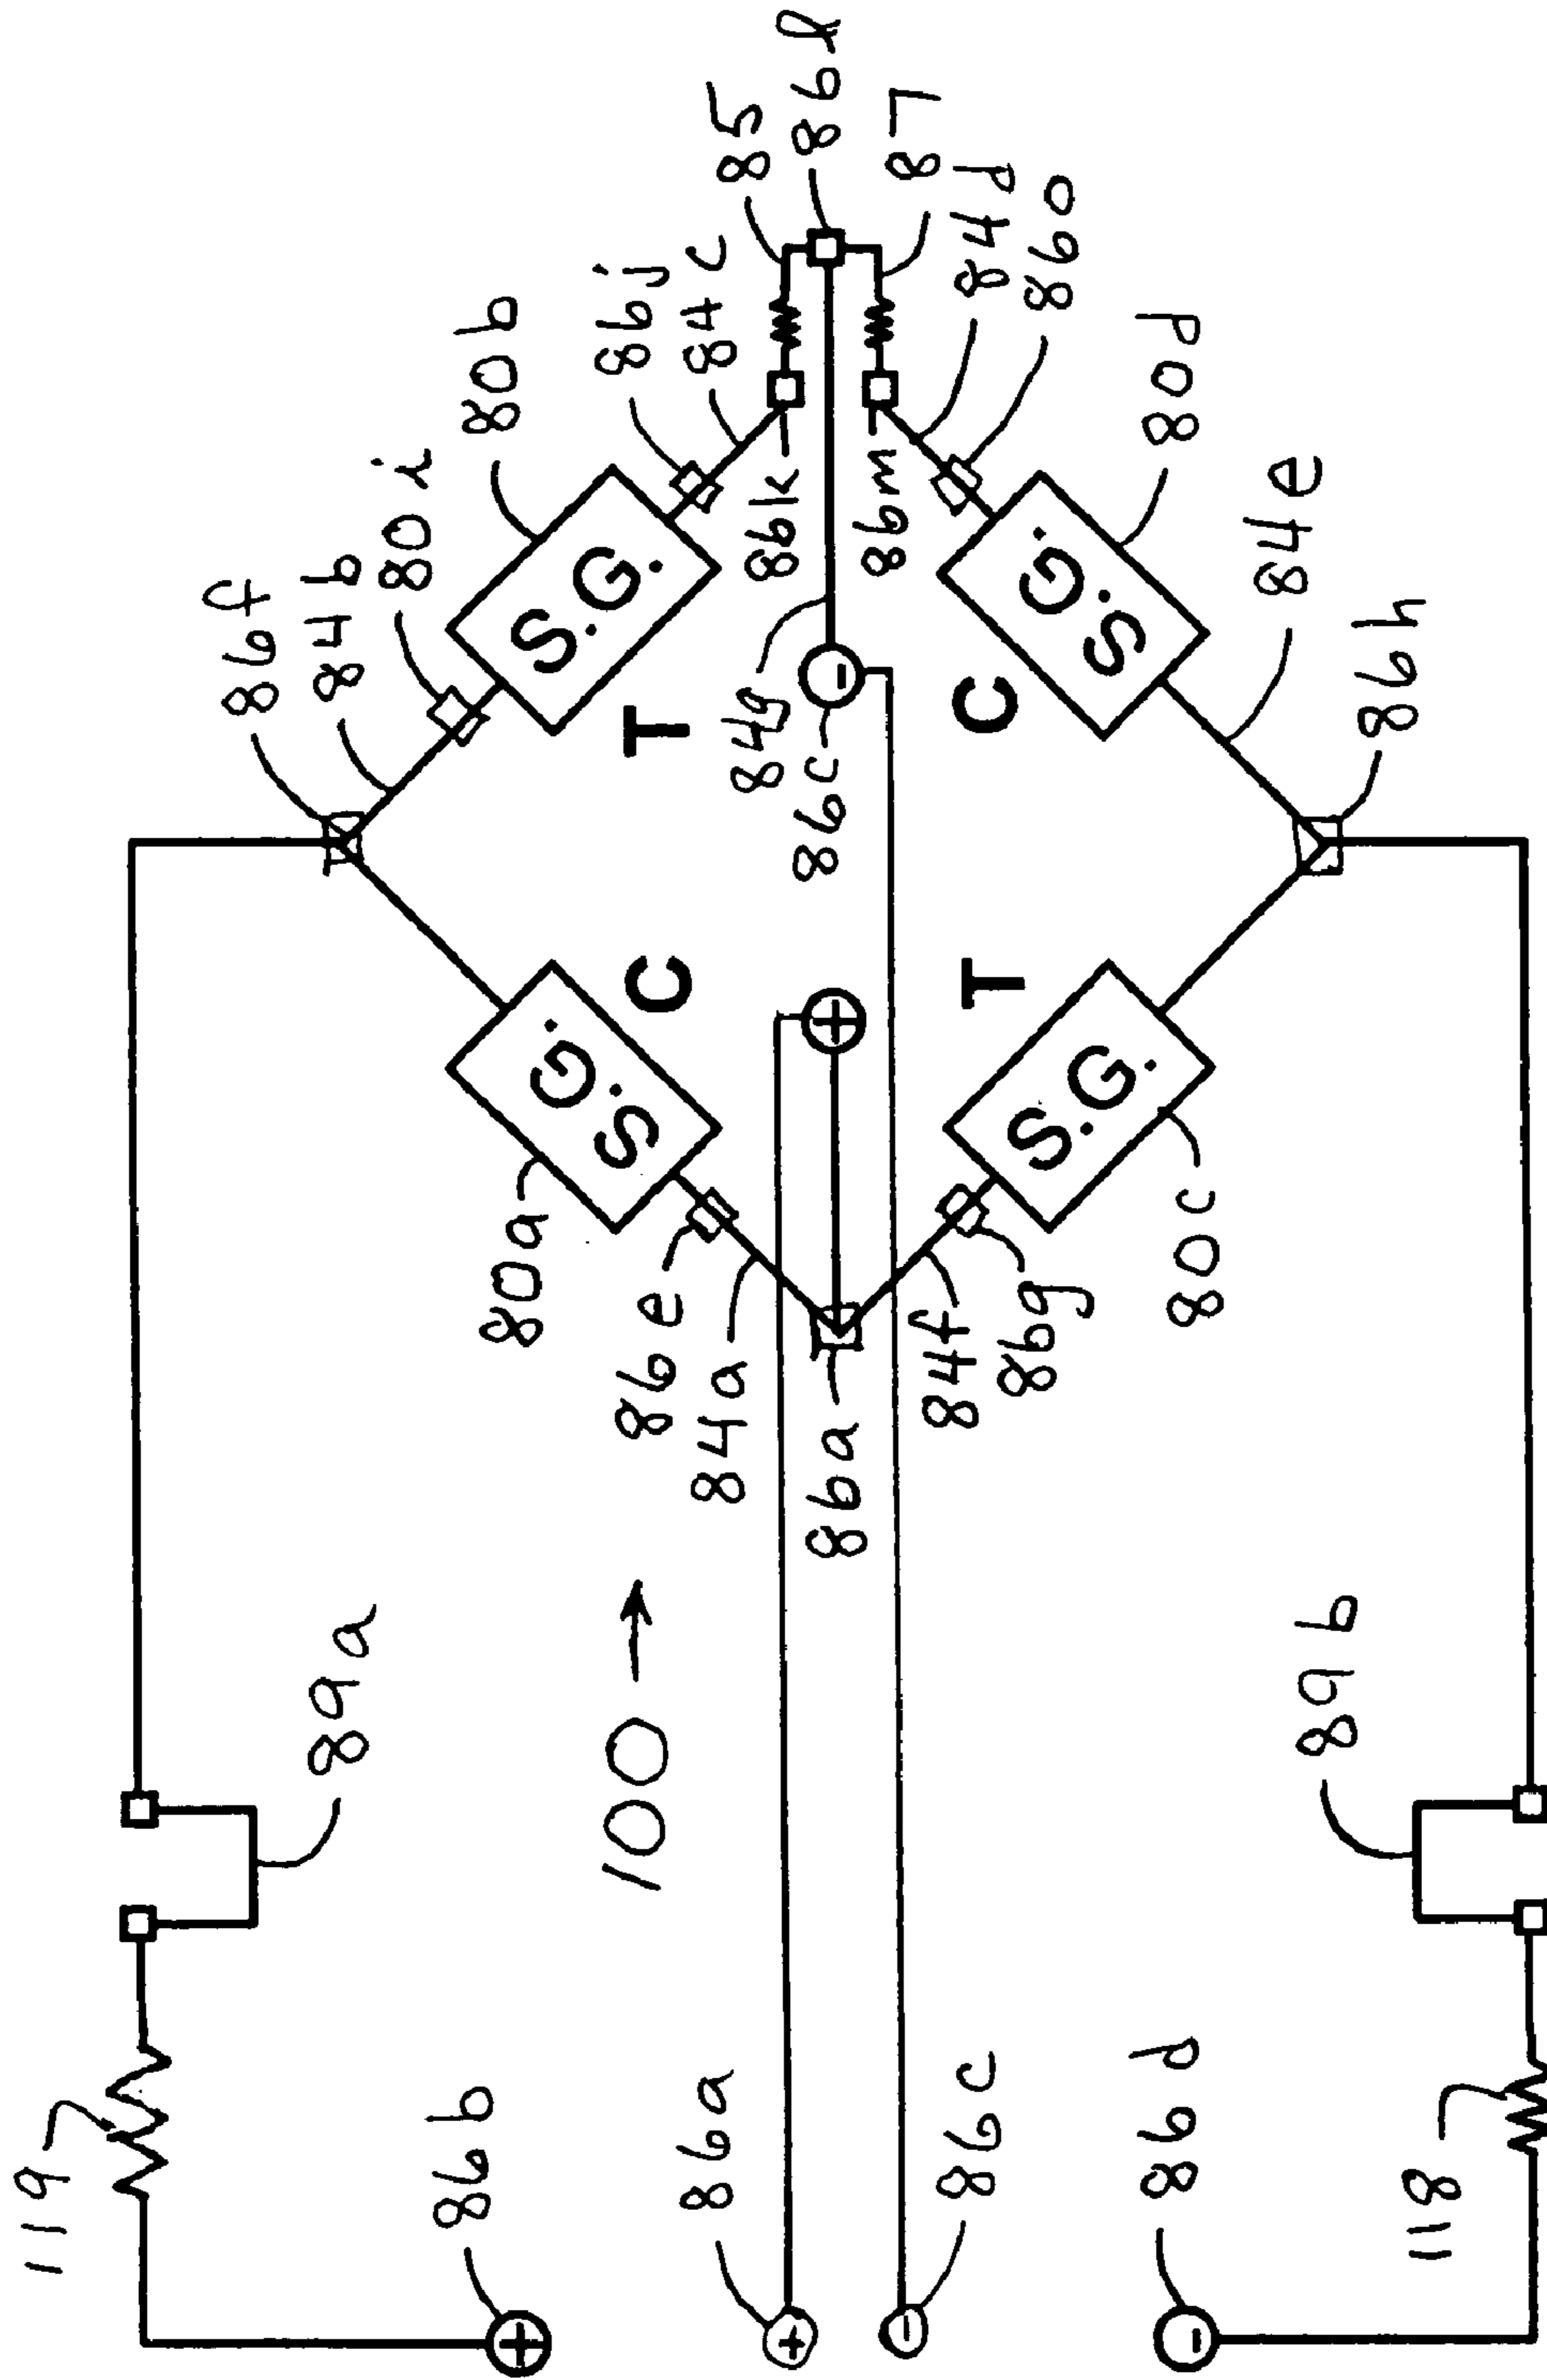 119
86f
84b
89a
80i
86b
80a
80b
S.G.
S.G.
86j
100
86e
C
T
84c
86a
84a
85
84g
86k
+
+
-
86a
86c
86l
-
86m
87
86c
84f
84d
86g
T
C
86o
S.G.
S.G.
86d
-
80c
80d
84e
89b
86h
118
+